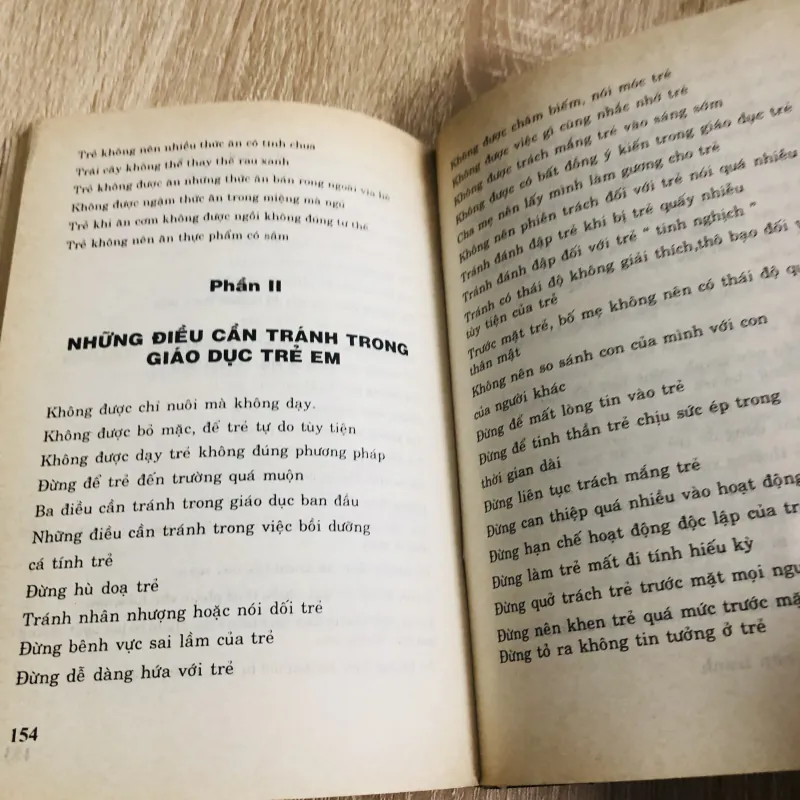 Trẻ không nên nhiều thức ăn có tính chua
Trái cây không thể thay thế rau xanh
Trẻ không được ăn những thức ăn bán rong ngoài vỉa hè
Không được ngậm thức ăn trong miệng mà ngủ
Trẻ khi ăn cơm không được ngồi không đúng tư thế
Trẻ không nên ăn thực phẩm có sâm
Phần II
NHỮNG ĐIỀU CẦN TRÁNH TRONG
GIÁO DỤC TRẺ EM
Không được chỉ nuôi mà không dạy.
Không được bỏ mặc, để trẻ tự do tùy tiện
Không được dạy trẻ không đúng phương pháp
Đừng để trẻ đến trường quá muộn
Ba điều cần tránh trong giáo dục ban đầu
Những điều cần tránh trong việc bồi dưỡng
cá tính trẻ
Đừng hù doạ trẻ
Tránh nhân nhượng hoặc nói dối trẻ
Đừng bênh vực sai lầm của trẻ
Đừng dễ dàng hứa với trẻ
154
Không được châm biếm, nói móc trẻ
Không được việc gì cũng nhắc nhở trẻ
Không được trách mắng trẻ vào sáng sớm
Không được có bất đồng ý kiến trong giáo dục trẻ
Cha mẹ nên lấy mình làm gương cho trẻ
Không nên phiền trách đối với trẻ nói quá nhiều
Tránh đánh đập trẻ khi bị trẻ quấy nhiễu
Tránh đánh đập đối với trẻ " tinh nghịch "
Tránh có thái độ không giải thích,thô bạo đối v
tùy tiện của trẻ
Trước mặt trẻ, bố mẹ không nên có thái độ qu
thân mật
Không nên so sánh con của mình với con
của người khác
Đừng để mất lòng tin vào trẻ
Đừng để tinh thần trẻ chịu sức ép trong
thời gian dài
Đừng liên tục trách mắng trẻ
Đừng can thiệp quá nhiều vào hoạt động
Đừng hạn chế hoạt động độc lập của tr
Đừng làm trẻ mất đi tính hiếu kỳ
Đừng quở trách trẻ trước mặt mọi ngư
Đừng nên khen trẻ quá mức trước mặ
Đừng tỏ ra không tin tưởng ở trẻ